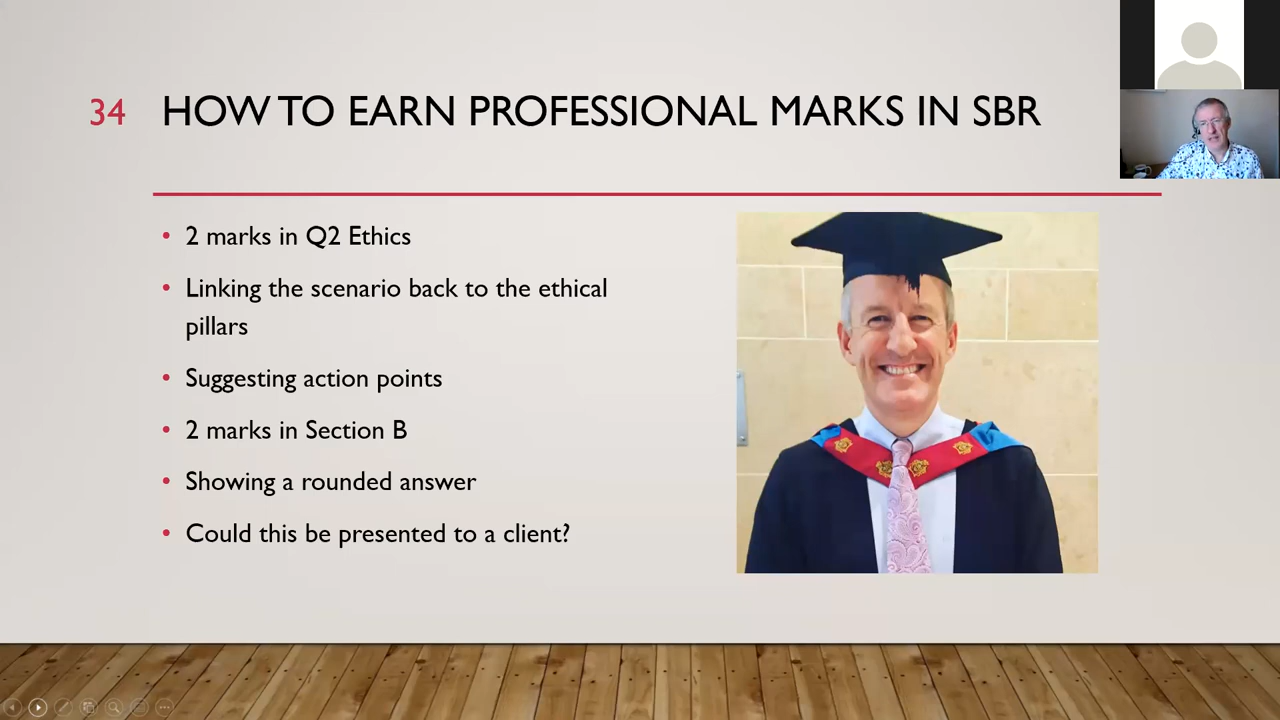 34 HOW TO EARN PROFESSIONAL MARKS IN SBR
• 2 marks in Q2 Ethics
• Linking the scenario back to the ethical
pillars
• Suggesting action points
• 2 marks in Section B
• Showing a rounded answer
• Could this be presented to a client?